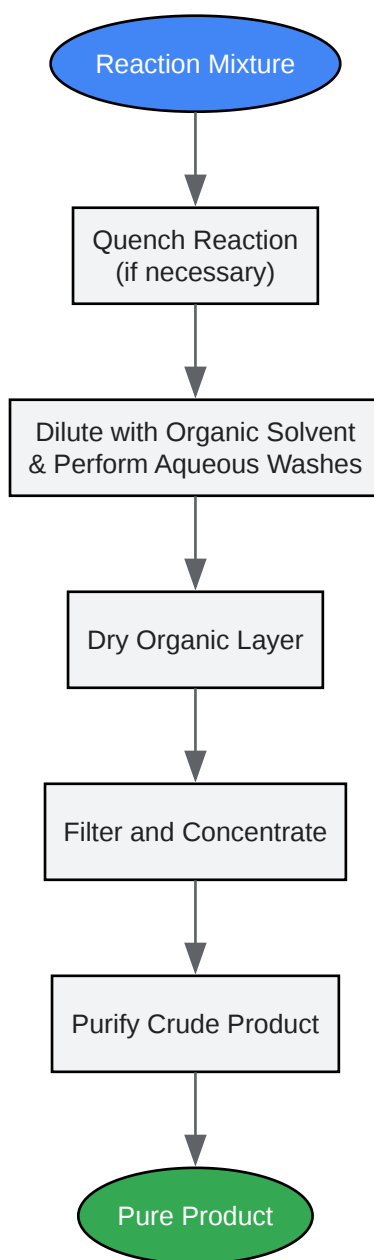 Reaction Mixture
Quench Reaction
(if necessary)
Dilute with Organic Solvent
& Perform Aqueous Washes
Dry Organic Layer
Filter and Concentrate
Purify Crude Product
Pure Product